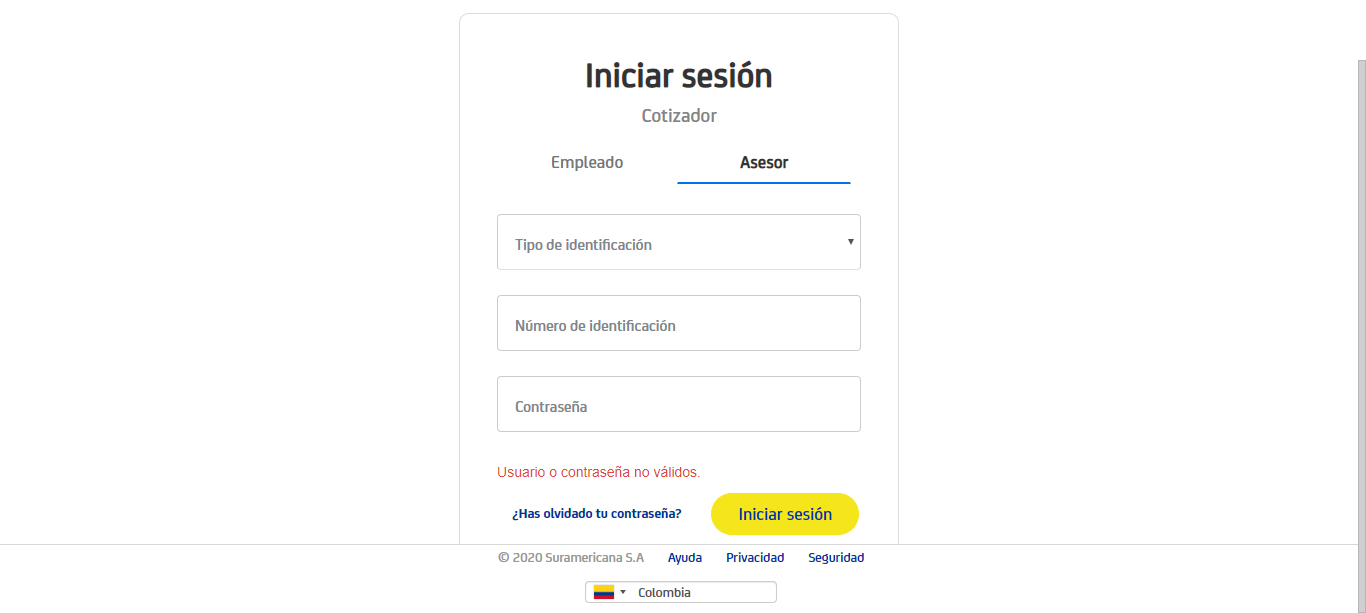 Iniciar sesión
Cotizador
Empleado Asesor
Tipo de identificación
Número de identificación
Contraseña
Usuario o contraseña no válidos.
¿Has olvidado tu contraseña? Iniciar sesión
© 2020 Suramericana S.A Ayuda Privacidad Seguridad
Colombia